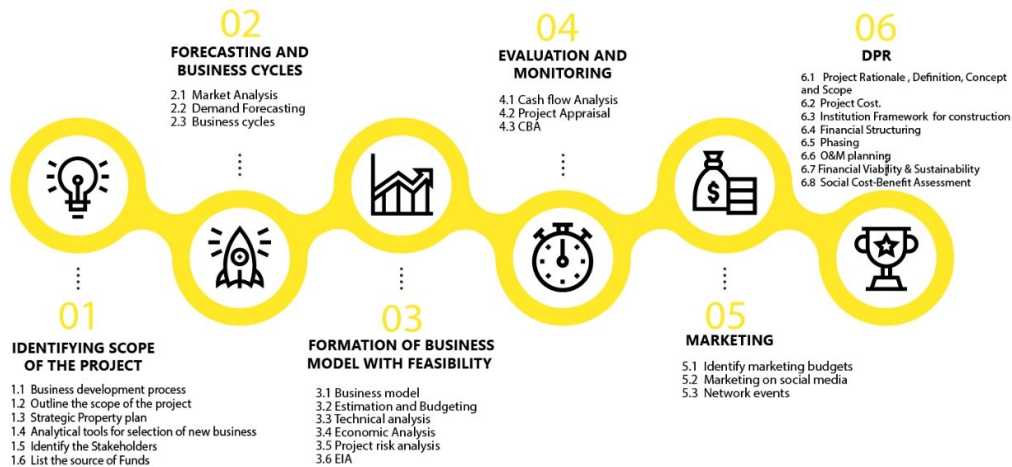 01
IDENTIFYING SCOPE
OF THE PROJECT
1.1 Business development process
1.2 Outline the scope of the project
1.3 Strategic Property plan
1.4 Analytical tools for selection of new business
1.5 Identify the Stakeholders
1.6 List the source of Funds
02
FORECASTING AND
BUSINESS CYCLES
2.1 Market Analysis
2.2 Demand Forecasting
2.3 Business cycles
03
FORMATION OF BUSINESS
MODEL WITH FEASIBILITY
3.1 Business model
3.2 Estimation and Budgeting
3.3 Technical analysis
3.4 Economic Analysis
3.5 Project risk analysis
3.6 EIA
04
EVALUATION AND
MONITORING
4.1 Cash flow Analysis
4.2 Project Appraisal
4.3 CBA
$
05
MARKETING
5.1 Identify marketing budgets
5.2 Marketing on social media
5.3 Network events
06
DPR
6.1 Project Rationale , Definition, Concept
and Scope
6.2 Project Cost.
6.3 Institution Framework for construction
6.4 Financial Structuring
6.5 Phasing
6.6 O&M planning
6.7 Financial Viability & Sustainability
6.8 Social Cost-Benefit Assessment